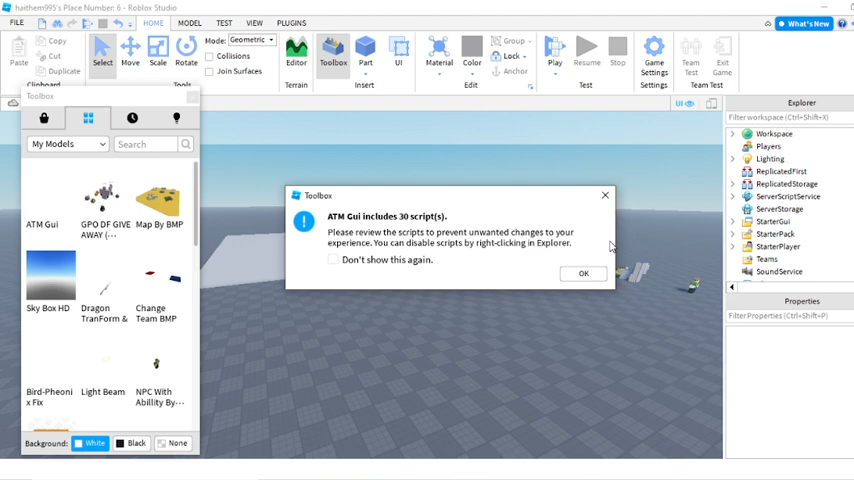 haithem995's Place Number: 6 - Roblox Studio
FILE
HOME
MODEL
TEST
VIEW
PLUGINS
What's New
Paste
Copy
Cut
Duplicate
Clipboard
Select
Move
Scale
Rotate
Mode: Geometric
Collisions
Join Surfaces
Tools
Editor
Terrain
Toolbox
Part
UI
Insert
Material
Color
Group
Lock
Anchor
Edit
Play
Resume
Stop
Test
Game
Settings
Settings
Team
Test
Exit
Game
Team Test
Toolbox
My Models
Search
ATM Gui
GPO DF GIVE
AWAY (···
Map By BMP
Sky Box HD
Dragon
TranForm &
Change
Team BMP
Bird-Pheoni
x Fix
Light Beam
NPC With
Abillity By···
Background:
White
Black
None
UI
Toolbox
ATM Gui includes 30 script(s).
Please review the scripts to prevent unwanted changes to your
experience. You can disable scripts by right-clicking in Explorer.
Don't show this again.
OK
Explorer
Filter workspace (Ctrl+Shift+X)
Workspace
Players
Lighting
ReplicatedFirst
ReplicatedStorage
ServerScriptService
ServerStorage
StarterGui
StarterPack
StarterPlayer
Teams
SoundService
Properties
Filter Properties (Ctrl+Shift+P)